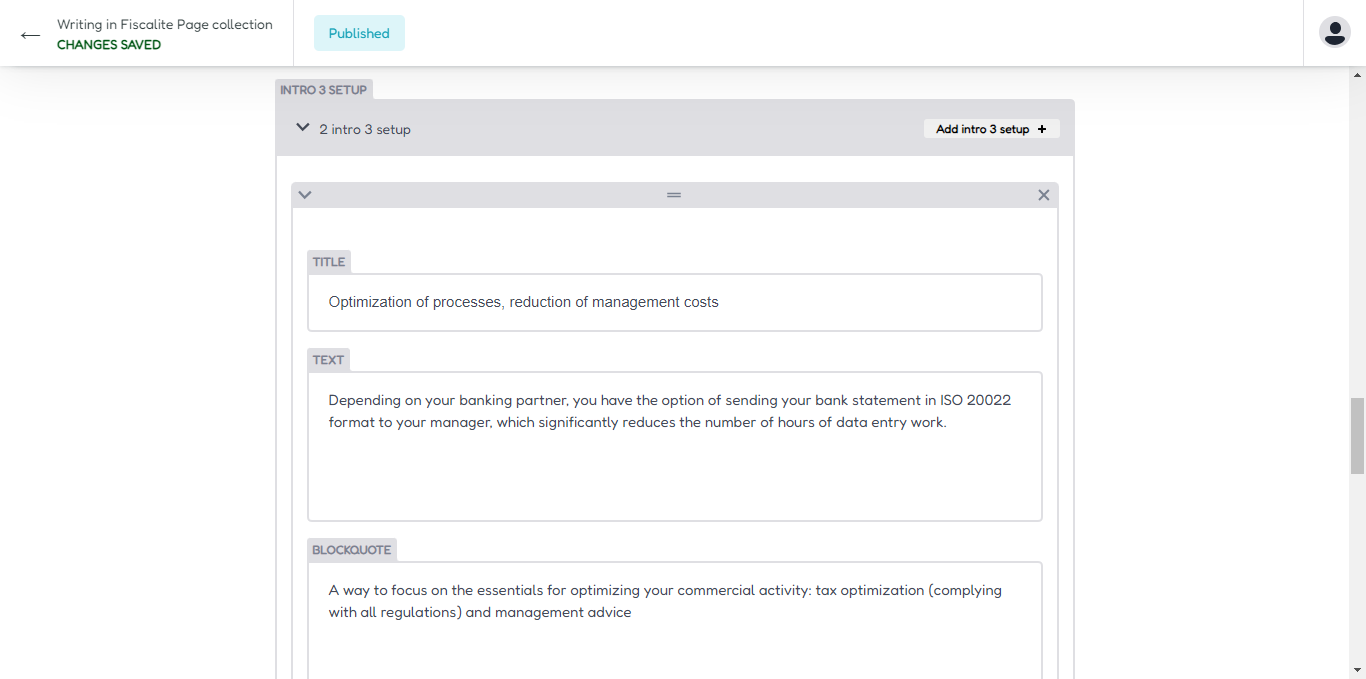 Writing in Fiscalite Page collection
CHANGES SAVED
Published
INTRO 3 SETUP
2 intro 3 setup
Add intro 3 setup +
TITLE
Optimization of processes, reduction of management costs
TEXT
Depending on your banking partner, you have the option of sending your bank statement in ISO 20022
format to your manager, which significantly reduces the number of hours of data entry work.
BLOCKQUOTE
A way to focus on the essentials for optimizing your commercial activity: tax optimization (complying
with all regulations) and management advice